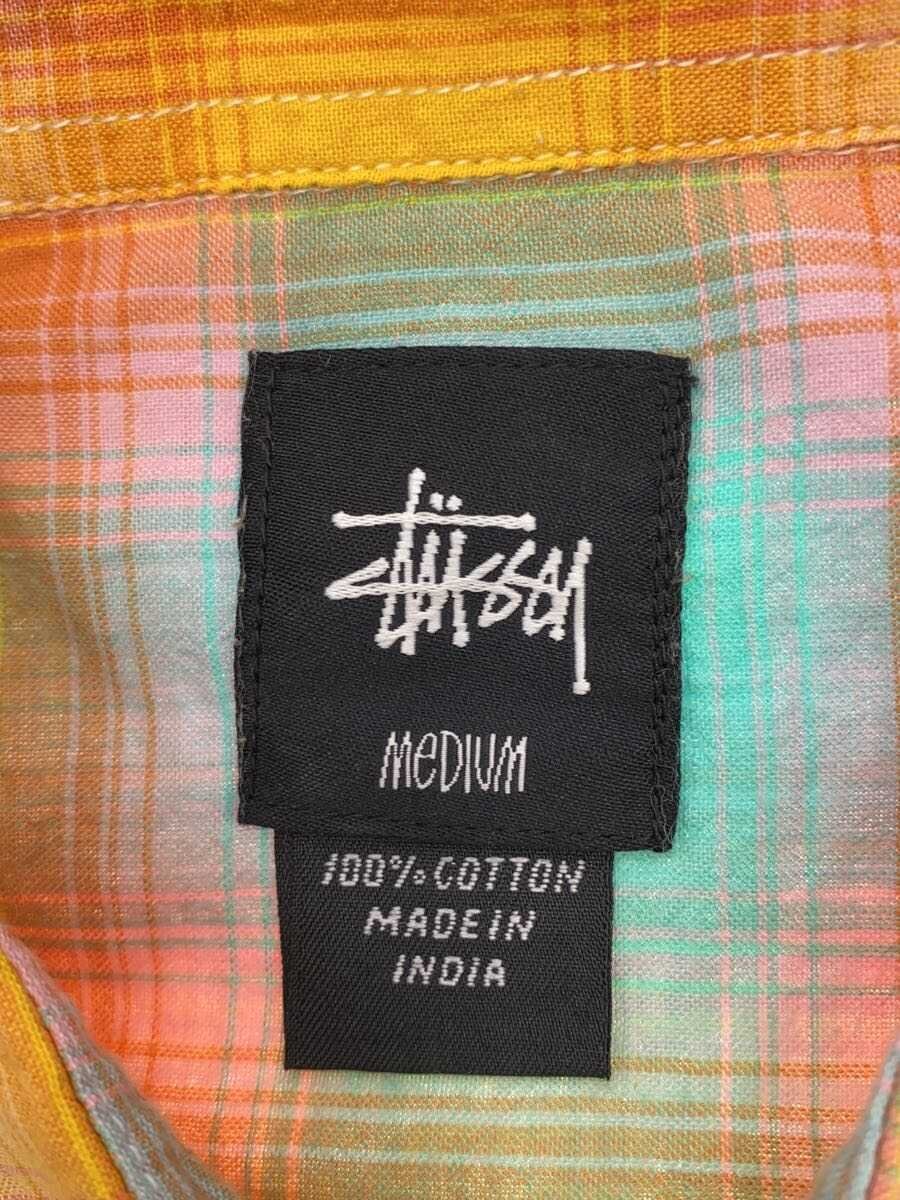 Stüssy
MEDIUM
100% COTTON
MADE IN
INDIA